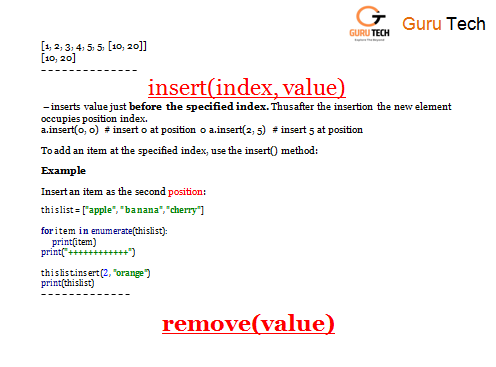 GURU TECH
Explore The Beyond
Guru Tech
[1, 2, 3, 4, 5, 5, [10, 20]]
[10, 20]
– – – – – – – – – – – – – –
insert(index, value)
– inserts value just before the specified index. Thus after the insertion the new element
occupies position index.
a.insert(0, 0) # insert 0 at position 0 a.insert(2, 5) # insert 5 at position
To add an item at the specified index, use the insert() method:
Example
Insert an item as the second position:
thislist = ["apple", "banana", "cherry"]
for item in enumerate(thislist):
print(item)
print("++++++++++++")
thislist.insert(2, "orange")
print(thislist)
– – – – – – – – – – – – –
remove(value)